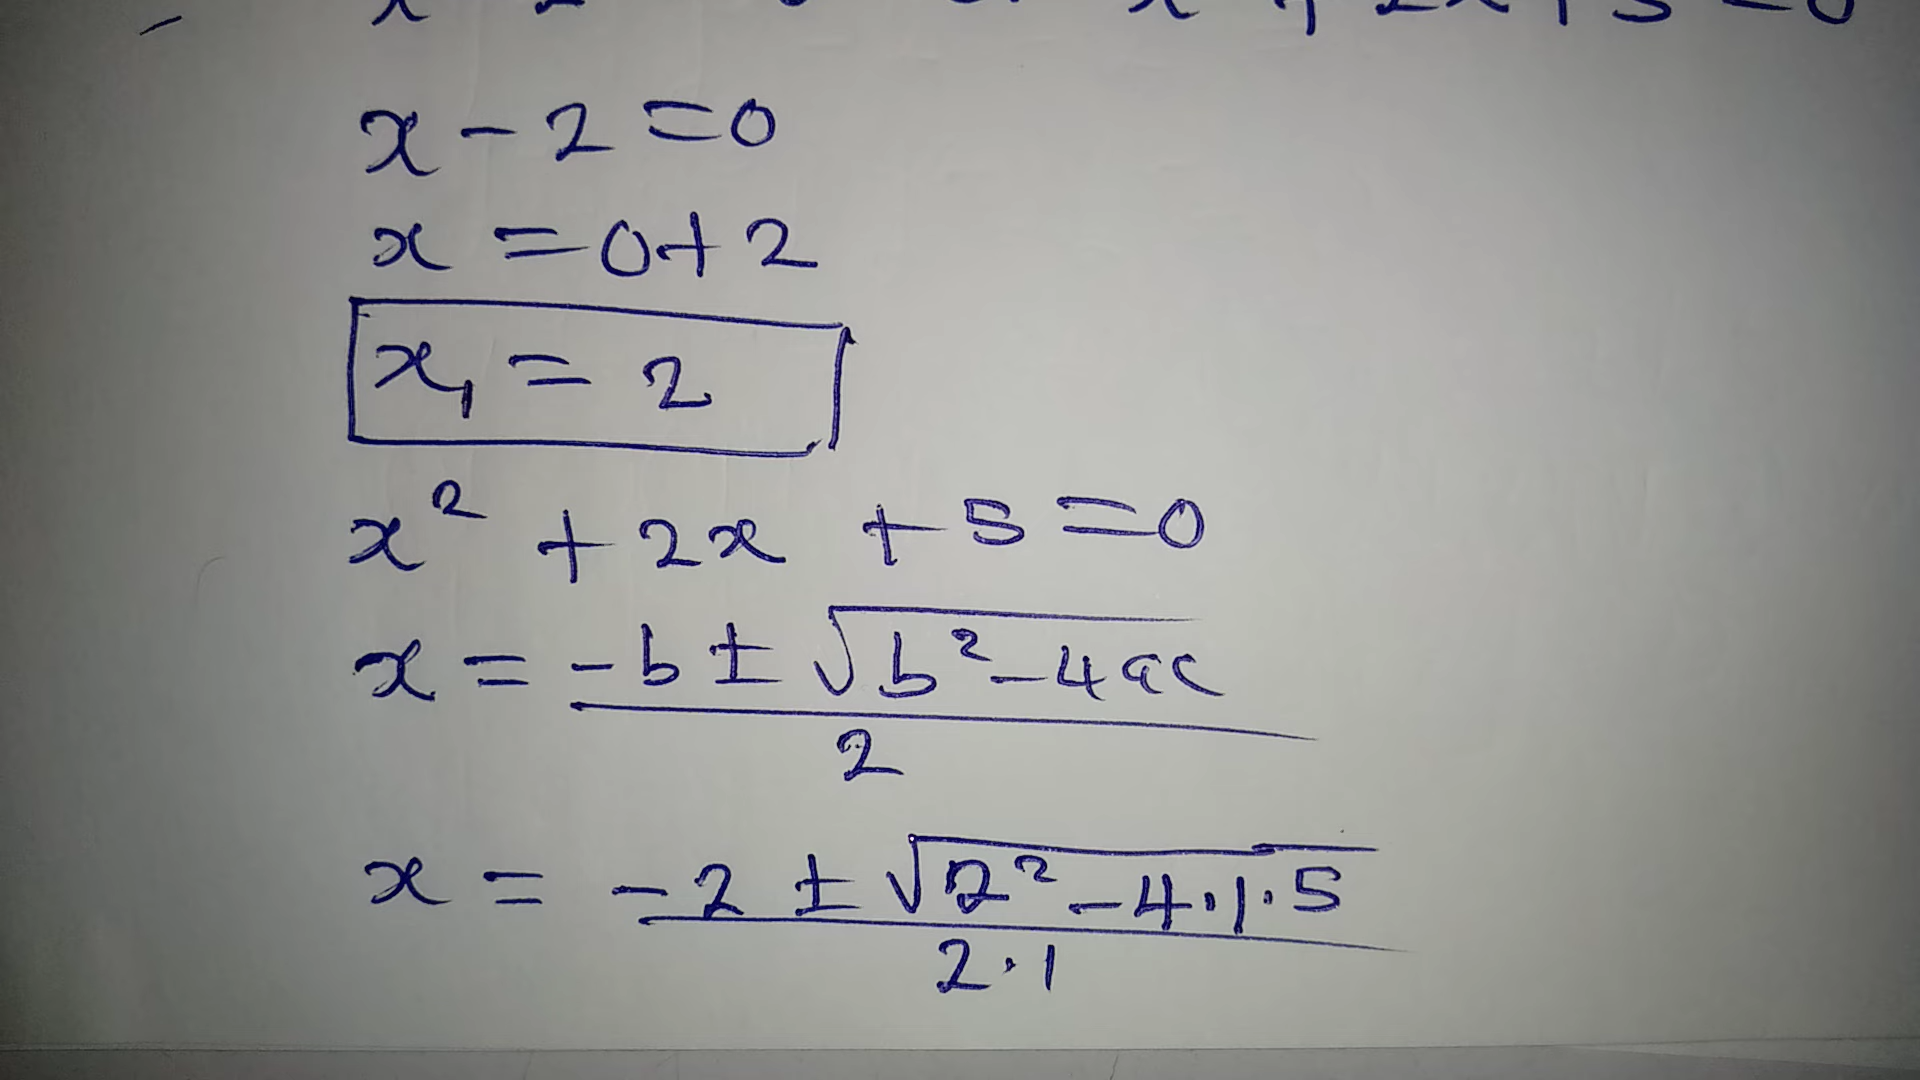 x - 2 = 0
x = 0 + 2
x₁ = 2
x² + 2x + 5 = 0
x = -b ± √b² - 4ac / 2
x = -2 ± √2² - 4·1·5 / 2·1